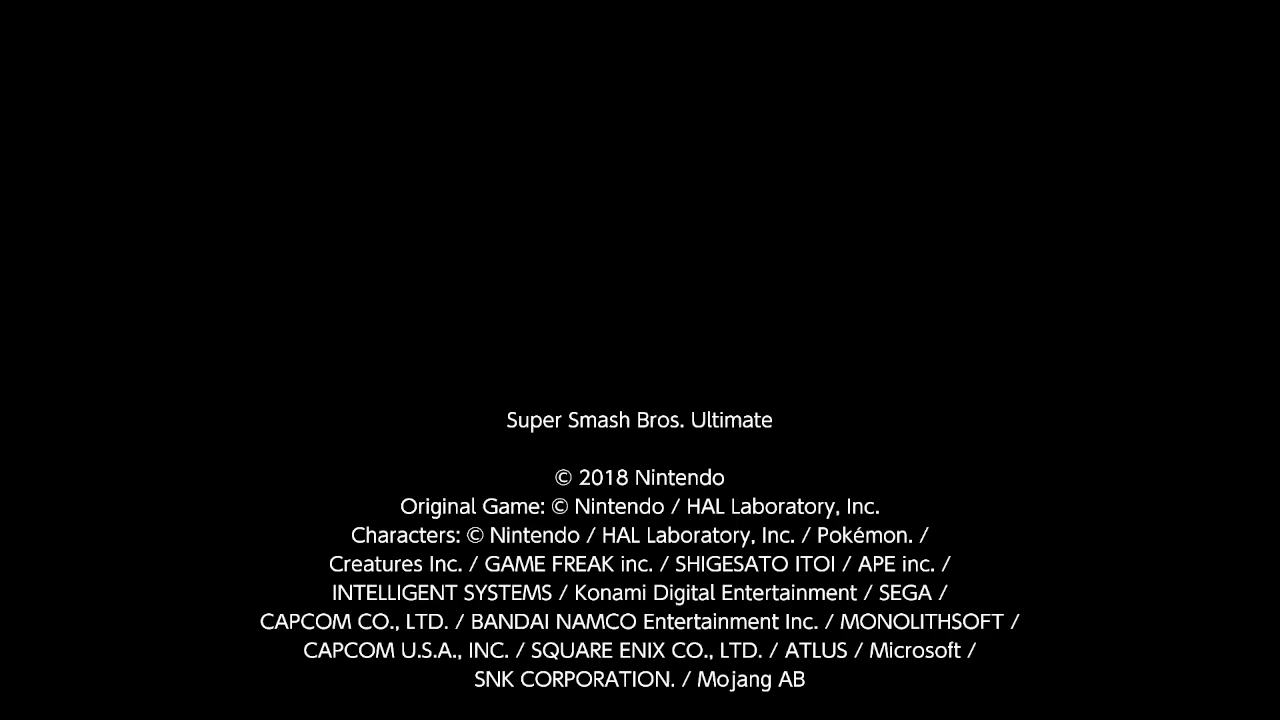 Super Smash Bros. Ultimate
© 2018 Nintendo
Original Game: © Nintendo / HAL Laboratory, Inc.
Characters: © Nintendo / HAL Laboratory, Inc. / Pokémon. /
Creatures Inc. / GAME FREAK inc. / SHIGESATO ITOI / APE inc. /
INTELLIGENT SYSTEMS / Konami Digital Entertainment / SEGA /
CAPCOM CO., LTD. / BANDAI NAMCO Entertainment Inc. / MONOLITHSOFT /
CAPCOM U.S.A., INC. / SQUARE ENIX CO., LTD. / ATLUS / Microsoft /
SNK CORPORATION. / Mojang AB